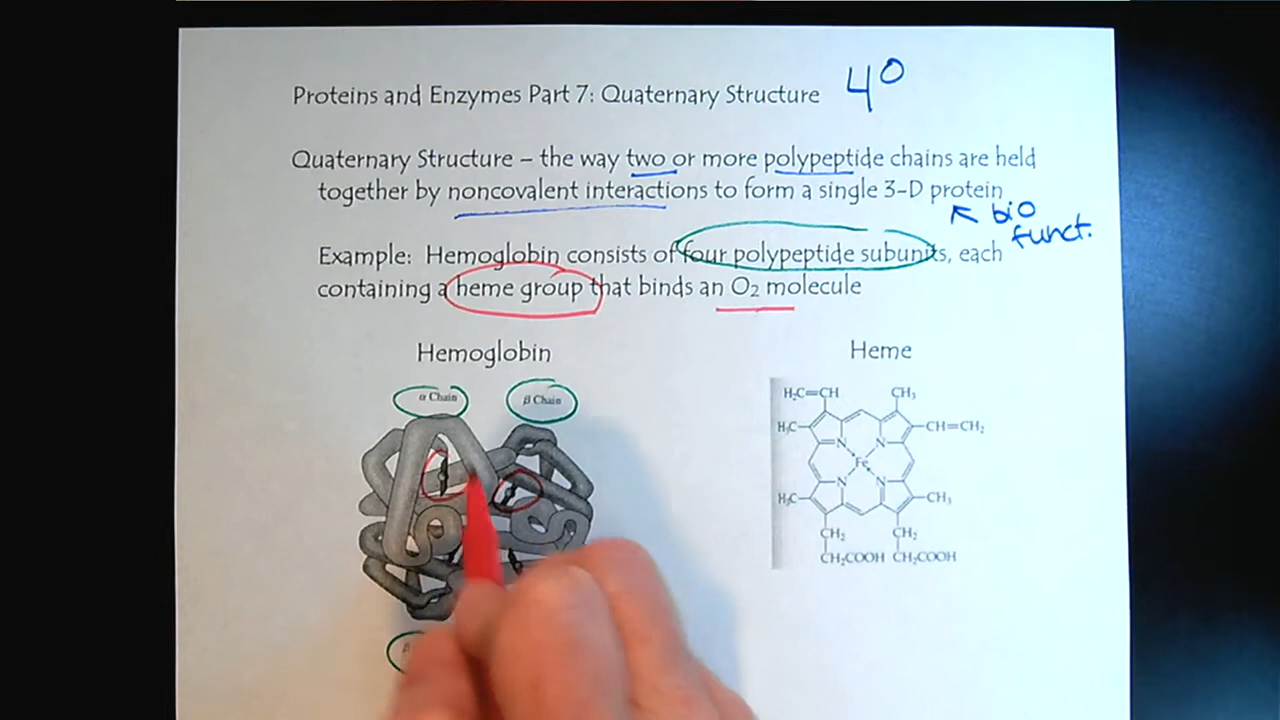 Proteins and Enzymes Part 7: Quaternary Structure 4°
Quaternary Structure – the way two or more polypeptide chains are held
together by noncovalent interactions to form a single 3-D protein
bio
funct.
Example: Hemoglobin consists of four polypeptide subunits, each
containing a heme group that binds an O₂ molecule
Hemoglobin
Heme
α Chain
β Chain
β
H₂C=CH
CH₃
H₃C
CH=CH₂
N
N
Fe
N
N
H₃C
CH₃
CH₂
CH₂
CH₂COOH
CH₂COOH